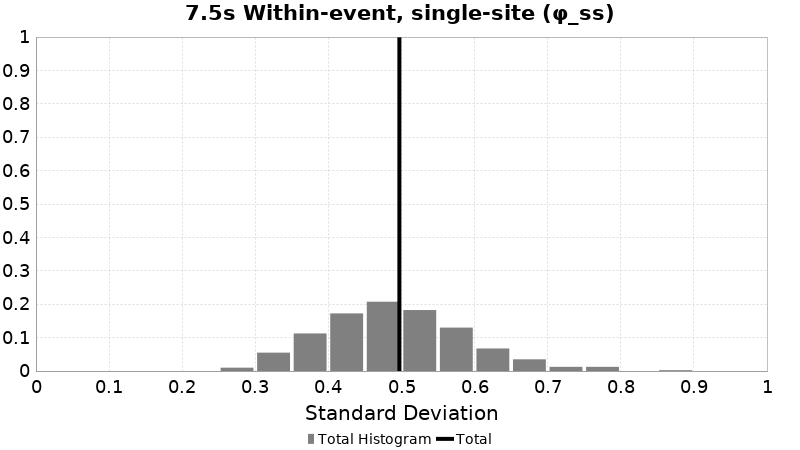 7.5s Within-event, single-site (φ_ss)
1
0.9
0.8
0.7
0.6
0.5
0.4
0.3
0.2
0.1
0
0 0.1 0.2 0.3 0.4 0.5 0.6 0.7 0.8 0.9 1
Standard Deviation
Total Histogram Total